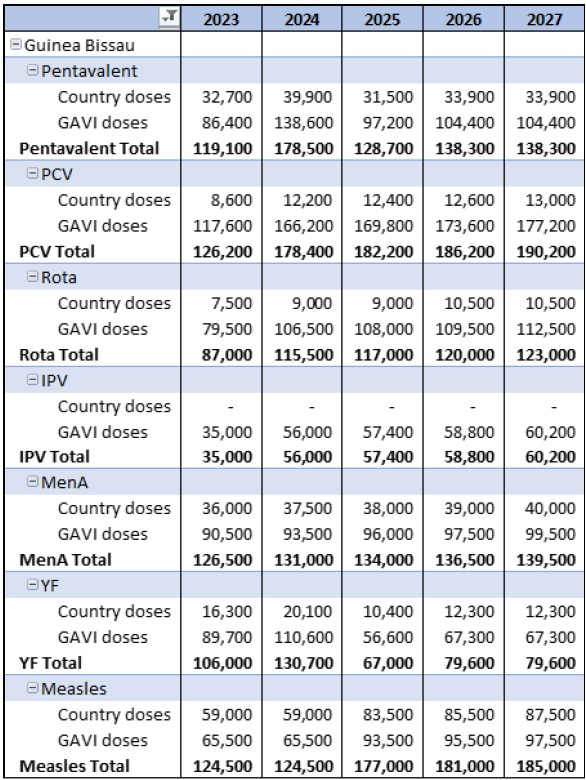 2023 2024 2025 2026 2027
Guinea Bissau
Pentavalent
Country doses 32,700 39,900 31,500 33,900 33,900
GAVI doses 86,400 138,600 97,200 104,400 104,400
Pentavalent Total 119,100 178,500 128,700 138,300 138,300
PCV
Country doses 8,600 12,200 12,400 12,600 13,000
GAVI doses 117,600 166,200 169,800 173,600 177,200
PCV Total 126,200 178,400 182,200 186,200 190,200
Rota
Country doses 7,500 9,000 9,000 10,500 10,500
GAVI doses 79,500 106,500 108,000 109,500 112,500
Rota Total 87,000 115,500 117,000 120,000 123,000
IPV
Country doses - - - - -
GAVI doses 35,000 56,000 57,400 58,800 60,200
IPV Total 35,000 56,000 57,400 58,800 60,200
MenA
Country doses 36,000 37,500 38,000 39,000 40,000
GAVI doses 90,500 93,500 96,000 97,500 99,500
MenA Total 126,500 131,000 134,000 136,500 139,500
YF
Country doses 16,300 20,100 10,400 12,300 12,300
GAVI doses 89,700 110,600 56,600 67,300 67,300
YF Total 106,000 130,700 67,000 79,600 79,600
Measles
Country doses 59,000 59,000 83,500 85,500 87,500
GAVI doses 65,500 65,500 93,500 95,500 97,500
Measles Total 124,500 124,500 177,000 181,000 185,000